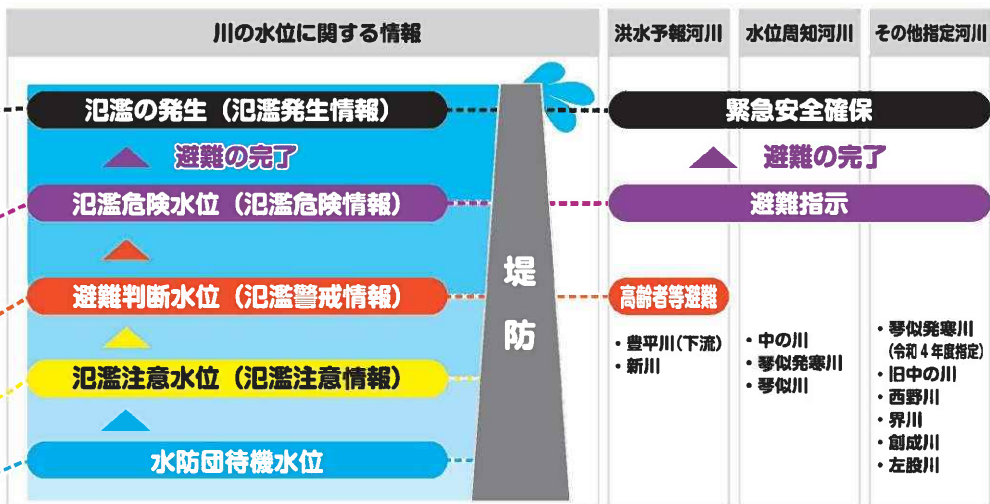 川の水位に関する情報
洪水予報河川
水位周知河川
その他指定河川
氾濫の発生（氾濫発生情報）
避難の完了
氾濫危険水位（氾濫危険情報）
避難判断水位（氾濫警戒情報）
氾濫注意水位（氾濫注意情報）
水防団待機水位
堤防
緊急安全確保
避難の完了
避難指示
高齢者等避難
・豊平川（下流）
・新川
・中の川
・琴似発寒川
・琴似川
・琴似発寒川
（令和4年度指定）
・旧中の川
・西野川
・界川
・創成川
・左股川